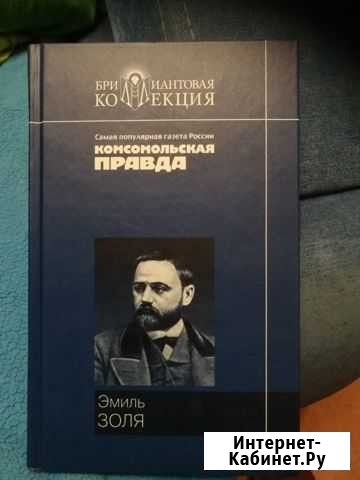 БРИЛЛИАНТОВАЯ
КОЛЛЕКЦИЯ
Самая популярная газета России
КОМСОМОЛЬСКАЯ
ПРАВДА
Эмиль
ЗОЛЯ
Интернет-
Кабинет.Ру